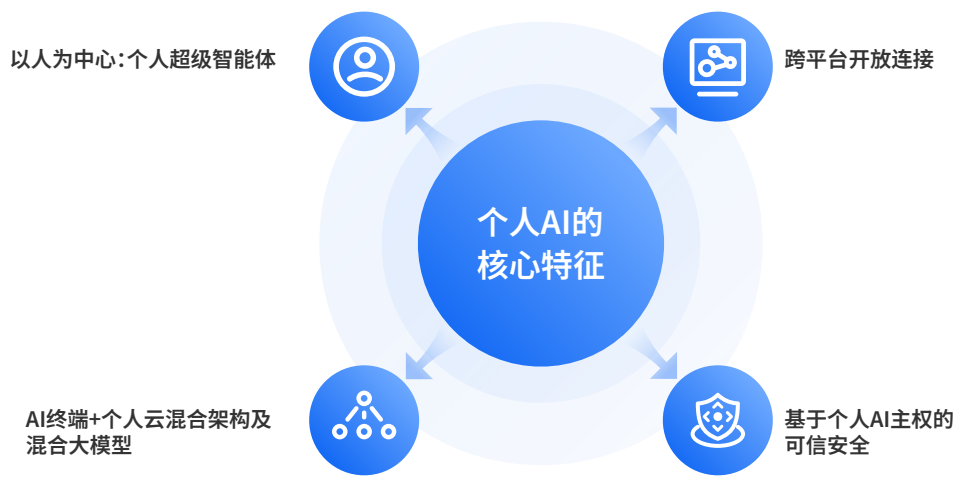 以人为中心：个人超级智能体
跨平台开放连接
个人AI的
核心特征
AI终端+个人云混合架构及
混合大模型
基于个人AI主权的
可信安全